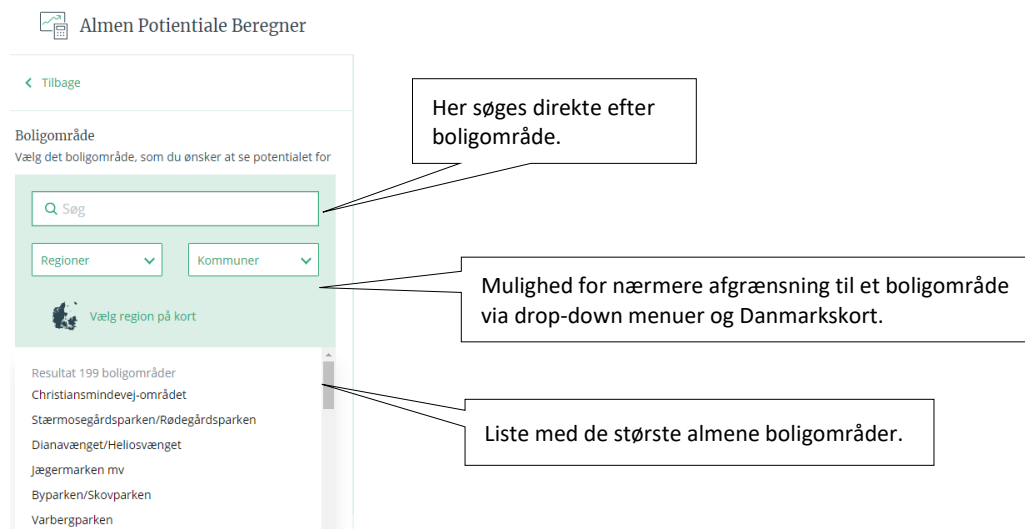 Almen Potientiale Beregner
Tilbage
Her søges direkte efter
boligområde.
Boligområde
Vælg det boligområde, som du ønsker at se potentialet for
Søg
Regioner
Kommuner
Mulighed for nærmere afgrænsning til et boligområde
via drop-down menuer og Danmarkskort.
Vælg region på kort
Resultat 199 boligområder
Christiansmindevej-området
Stærmosegårdsparken/Rødegårdsparken
Liste med de største almene boligområder.
Dianavænget/Heliosvænget
Jægermarken mv
Byparken/Skovparken
Varbergparken